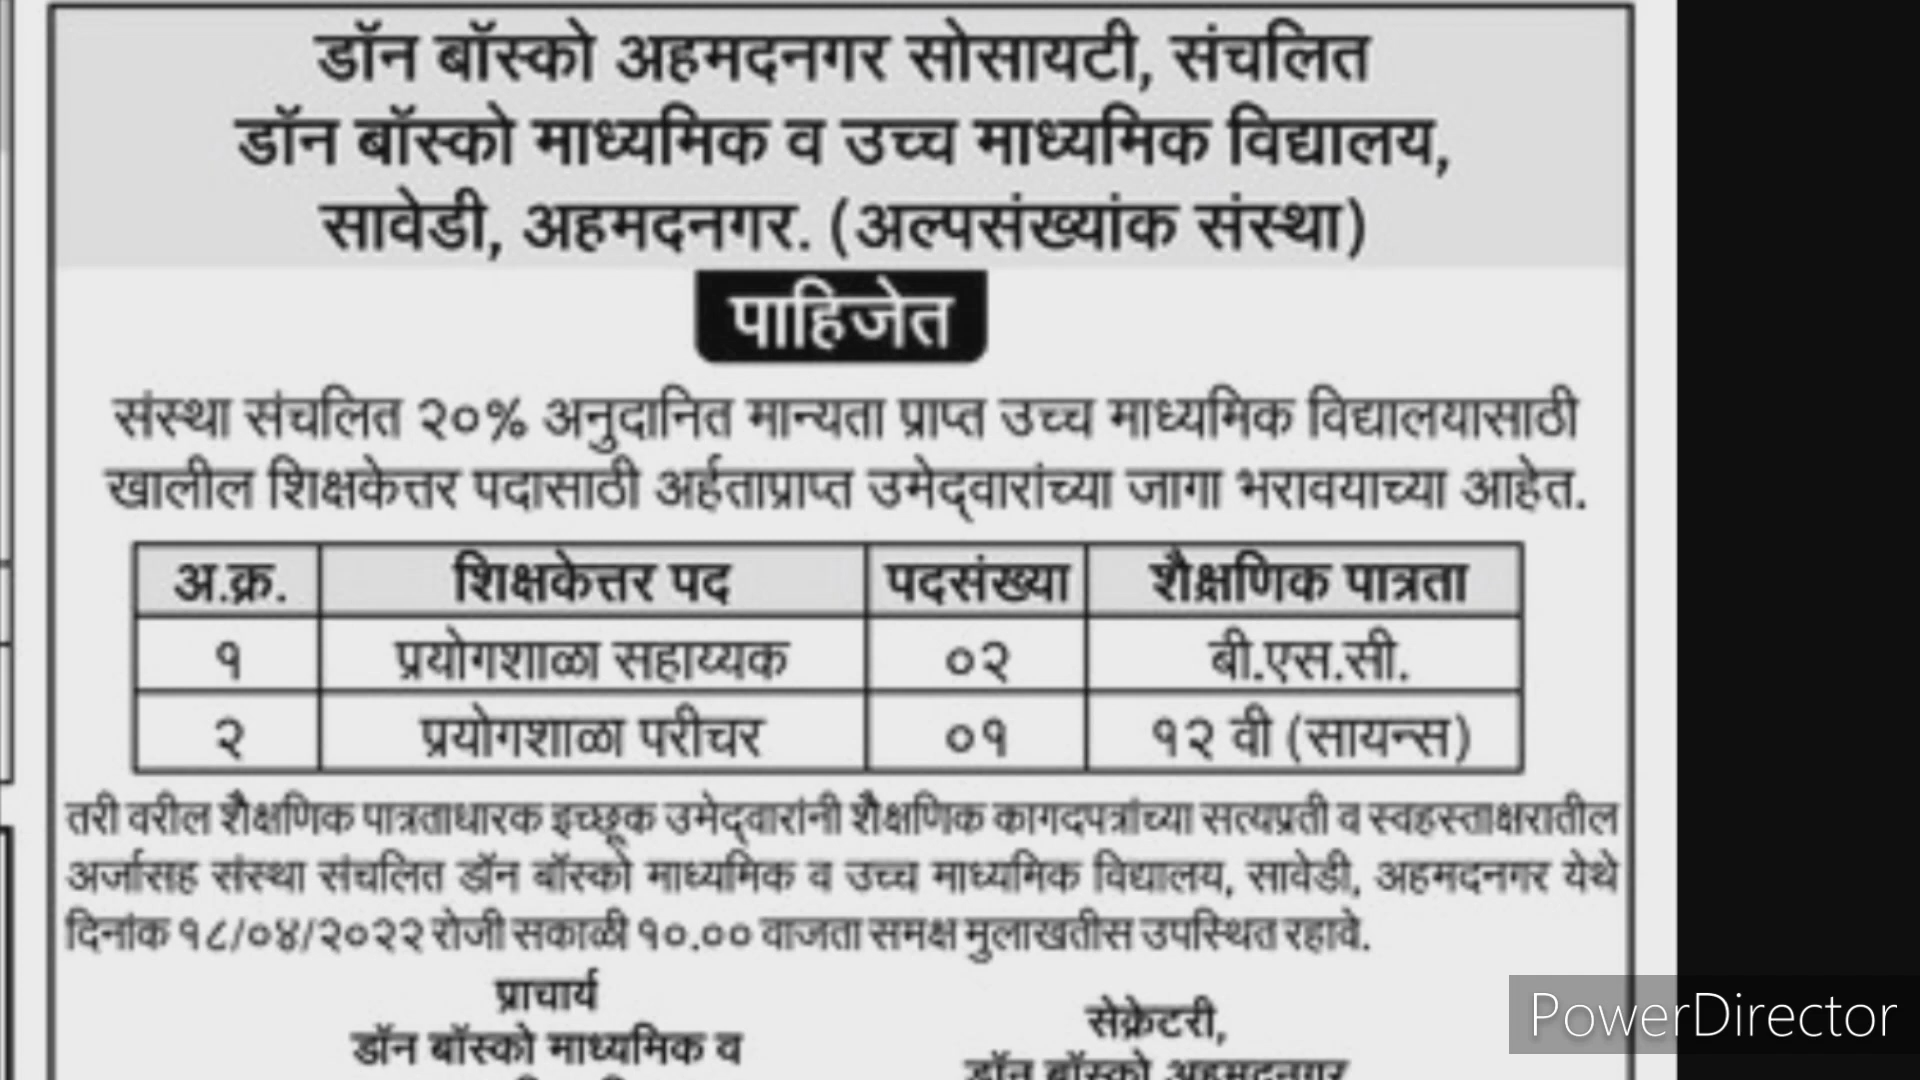 डॉन बॉस्को अहमदनगर सोसायटी, संचलित
डॉन बॉस्को माध्यमिक व उच्च माध्यमिक विद्यालय,
सावेडी, अहमदनगर. (अल्पसंख्यांक संस्था)
पाहिजेत
संस्था संचलित २०% अनुदानित मान्यता प्राप्त उच्च माध्यमिक विद्यालयासाठी
खालील शिक्षकेत्तर पदासाठी अर्हताप्राप्त उमेद्‌वारांच्या जागा भरावयाच्या आहेत.
अ.क्र. शिक्षकेत्तर पद पदसंख्या शैक्षणिक पात्रता
१ प्रयोगशाळा सहाय्यक ०२ बी.एस.सी.
२ प्रयोगशाळा परीचर ०१ १२ वी (सायन्स)
तरी वरील शैक्षणिक पात्रताधारक इच्छूक उमेद्‌वारांनी शैक्षणिक कागदपत्रांच्या सत्यप्रती व स्वहस्ताक्षरातील
अर्जासह संस्था संचलित डॉन बॉस्को माध्यमिक व उच्च माध्यमिक विद्यालय, सावेडी, अहमदनगर येथे
दिनांक १८/०४/२०२२ रोजी सकाळी १०.०० वाजता समक्ष मुलाखतीस उपस्थित रहावे.
प्राचार्य
डॉन बॉस्को माध्यमिक व
सेक्रेटरी,
डॉन बॉस्को अहमदनगर
PowerDirector